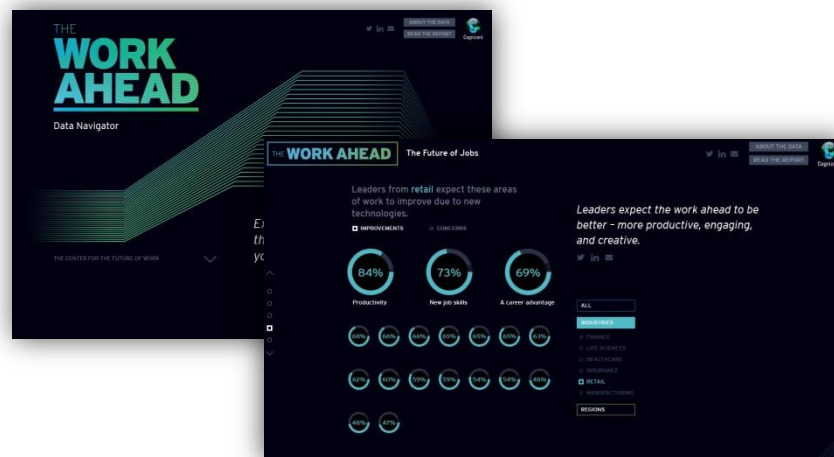 THE
WORK
AHEAD
Data Navigator
ABOUT THE DATA
READ THE REPORT
Cognizant
THE CENTER FOR THE FUTURE OF WORK
THE WORK AHEAD
The Future of Jobs
ABOUT THE DATA
READ THE REPORT
Leaders from retail expect these areas
of work to improve due to new
technologies.
IMPROVEMENTS
CONCERNS
84%
73%
69%
Productivity
New job skills
A career advantage
68%
66%
66%
65%
65%
65%
63%
62%
60%
59%
59%
54%
54%
48%
48%
47%
Leaders expect the work ahead to be
better – more productive, engaging,
and creative.
ALL
INDUSTRIES
FINANCE
LIFE SCIENCES
HEALTHCARE
INSURANCE
RETAIL
MANUFACTURING
REGIONS